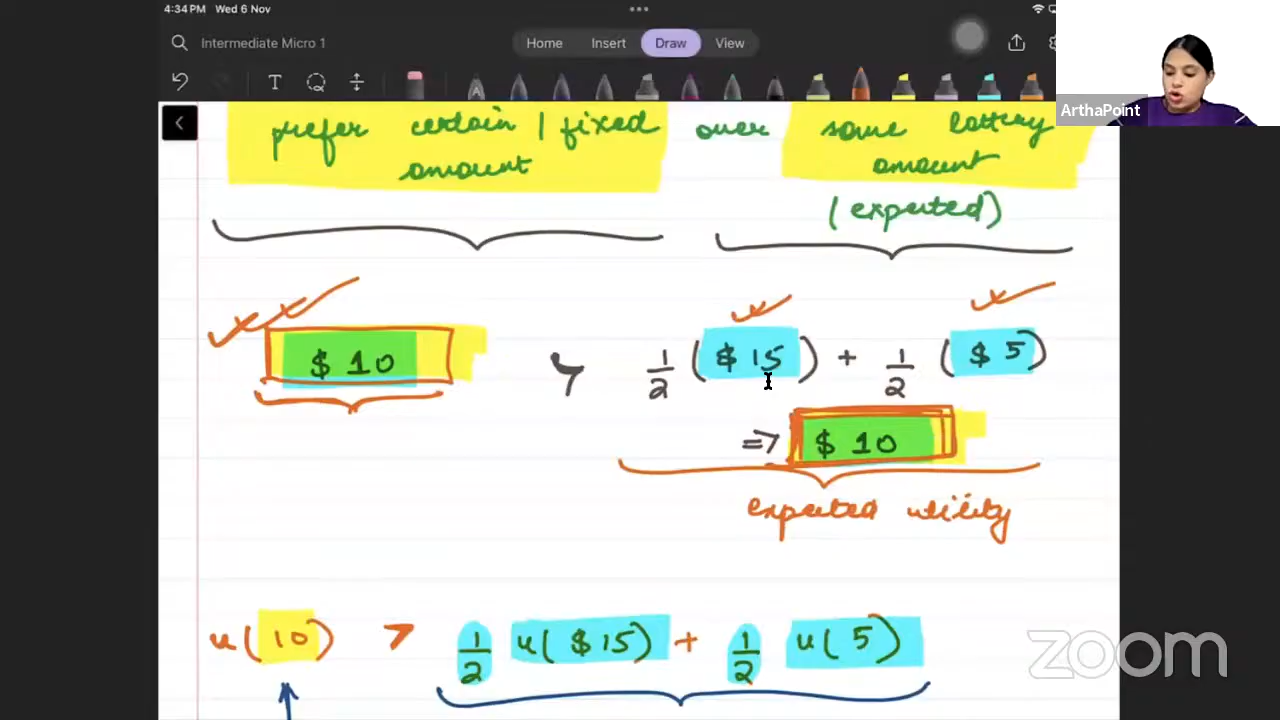 4:34 PM Wed 6 Nov
Intermediate Micro 1
Home Insert Draw View
ArthaPoint
prefer certain / fixed amount over same lottery amount
(expected)
$ 10 ≻ 1/2 ($ 15) + 1/2 ($ 5)
=> $ 10
expected utility
u(10) > 1/2 u($ 15) + 1/2 u(5)
zoom